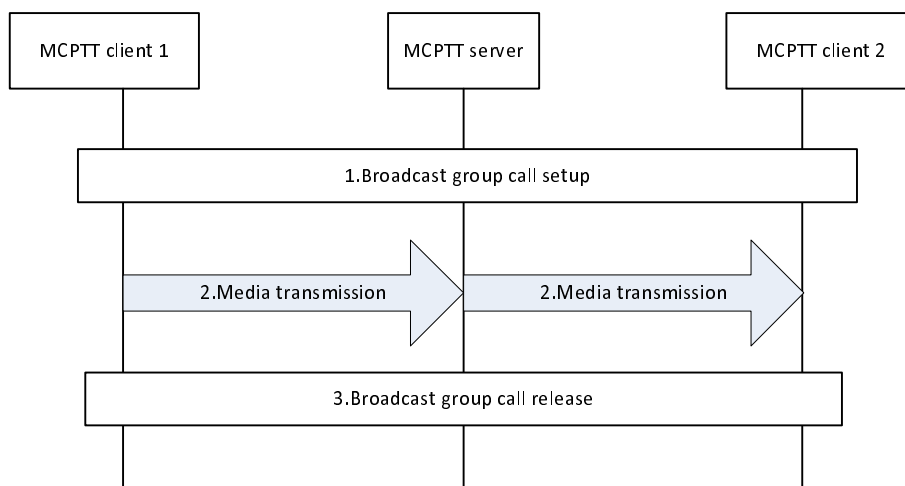 MCPTT client 1
MCPTT server
MCPTT client 2
1.Broadcast group call setup
2.Media transmission
2.Media transmission
3.Broadcast group call release